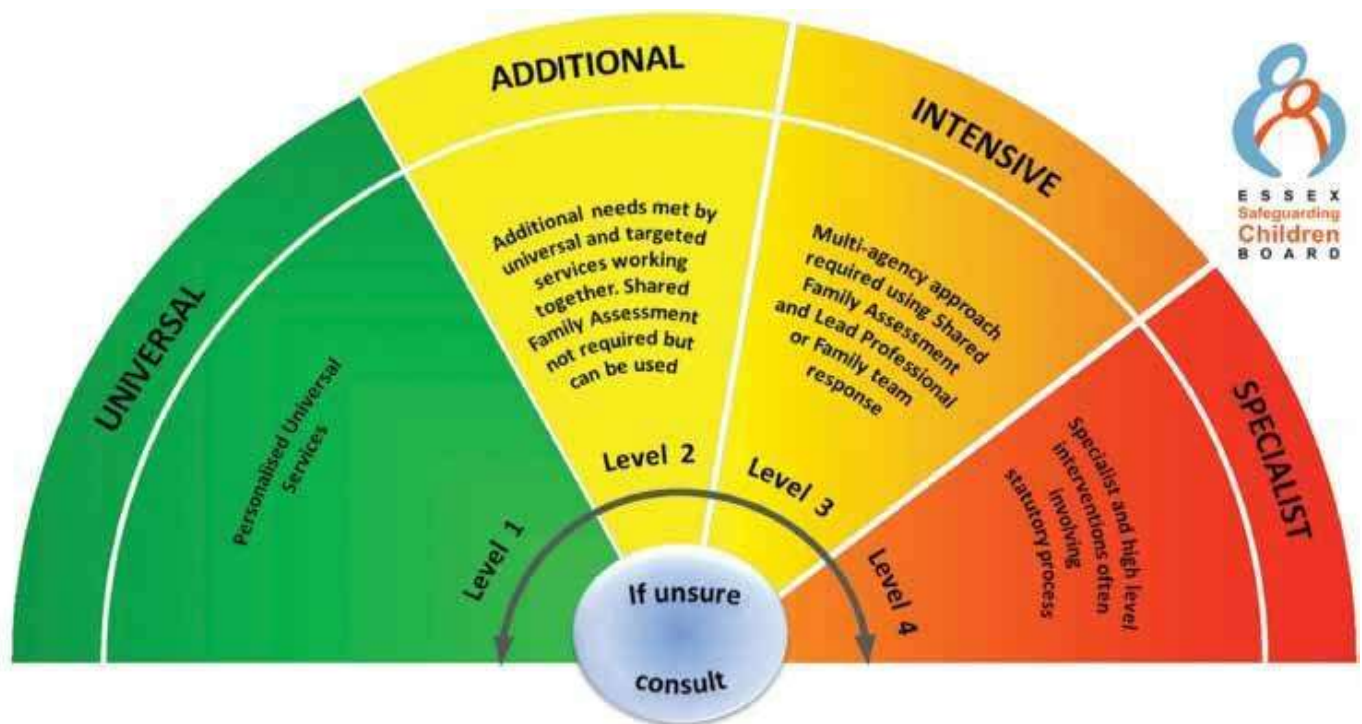 UNIVERSAL
Personalised Universal
Services
Level 1
ADDITIONAL
Additional needs met by
universal and targeted
services working
together. Shared
Family Assessment
not required but
can be used
Level 2
INTENSIVE
Multi-agency approach
required using Shared
Family Assessment
and Lead Professional
or Family team
response
Level 3
SPECIALIST
Specialist and high level
interventions often
involving
statutory process
Level 4
If unsure
consult
ESSEX
Safeguarding
Children
BOARD